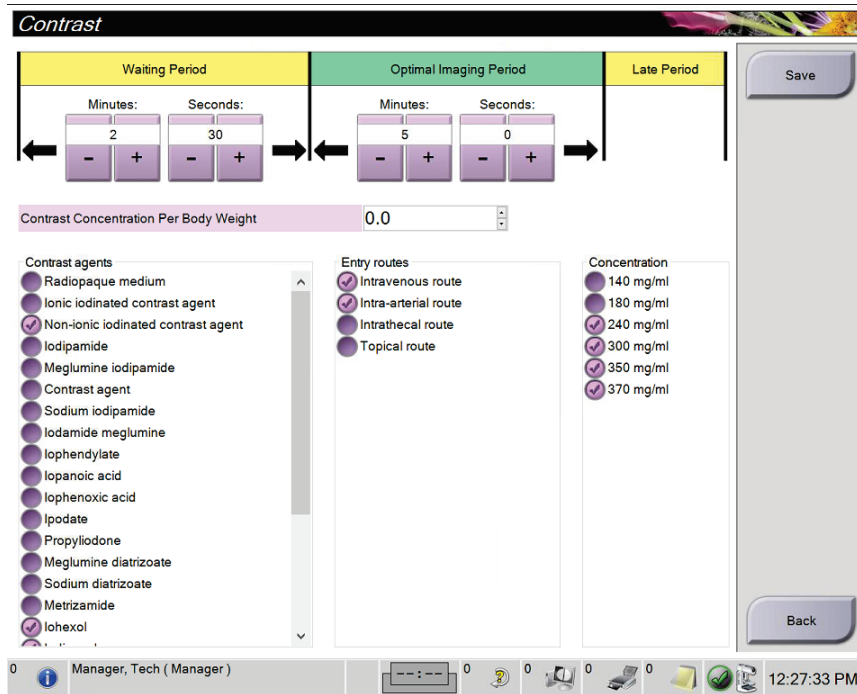 Contrast
Waiting Period Optimal Imaging Period Late Period
Save
Minutes: Seconds: Minutes: Seconds:
2 30 5 0
- + - + - + - +
Contrast Concentration Per Body Weight 0.0
Contrast agents
Radiopaque medium
Ionic iodinated contrast agent
Non-ionic iodinated contrast agent
Iodipamide
Meglumine iodipamide
Contrast agent
Sodium iodipamide
Iodamide meglumine
Iophendylate
Iopanoic acid
Iophenoxic acid
Ipodate
Propyliodone
Meglumine diatrizoate
Sodium diatrizoate
Metrizamide
Iohexol
Entry routes
Intravenous route
Intra-arterial route
Intrathecal route
Topical route
Concentration
140 mg/ml
180 mg/ml
240 mg/ml
300 mg/ml
350 mg/ml
370 mg/ml
Back
0 Manager, Tech ( Manager ) --:-- 0 0 0 0 12:27:33 PM